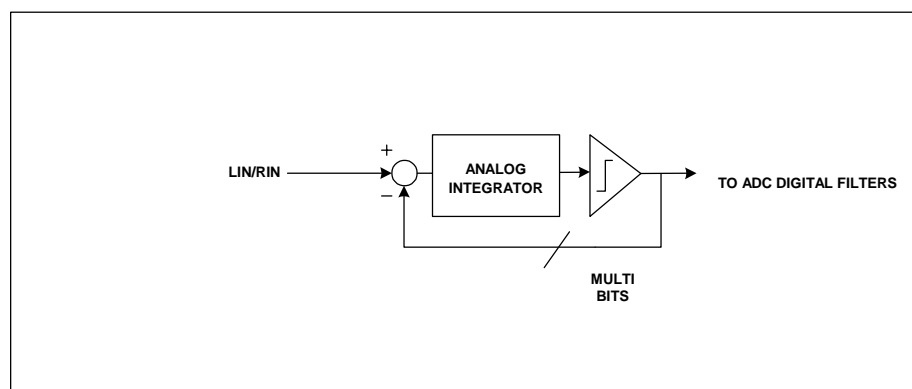 +
LIN/RIN
−
ANALOG
INTEGRATOR
TO ADC DIGITAL FILTERS
MULTI
BITS